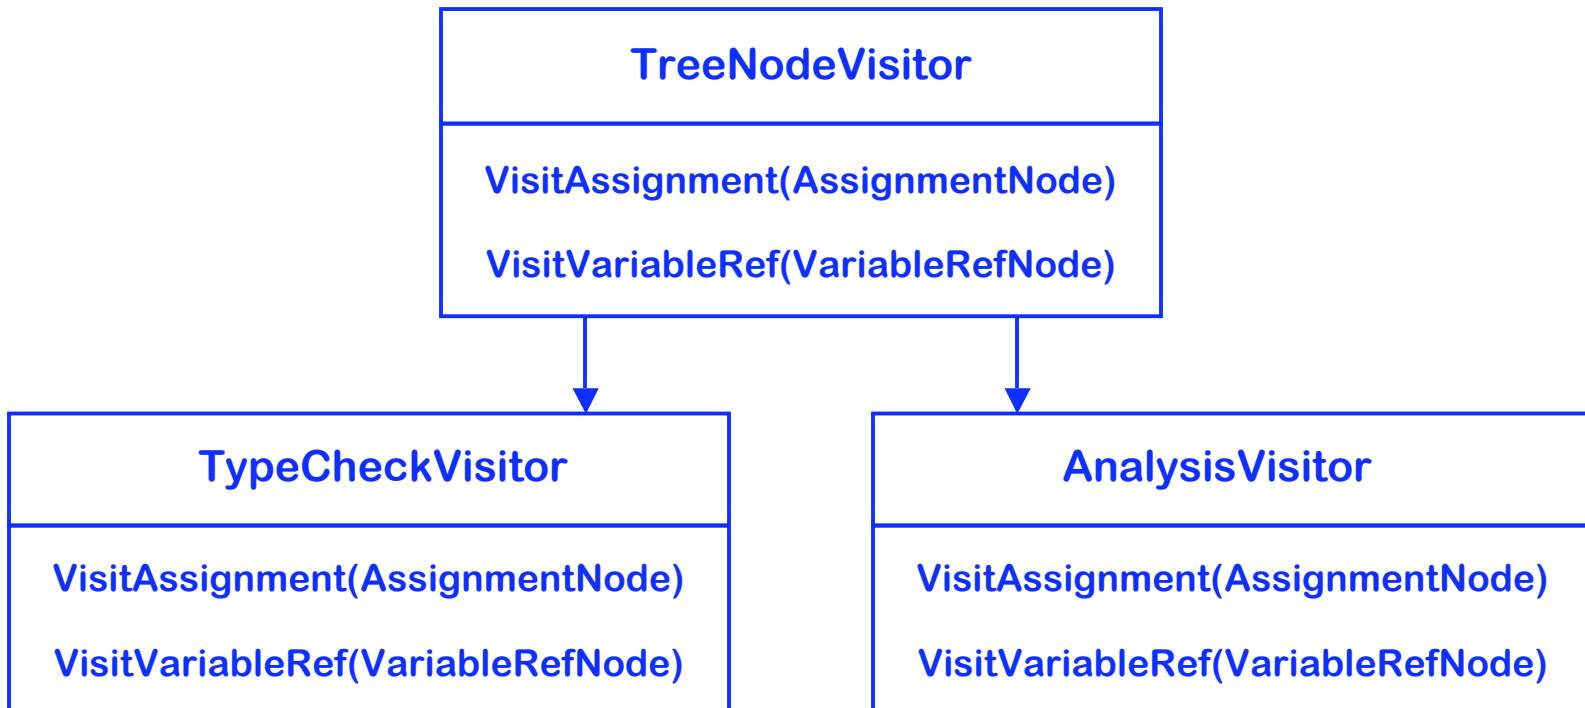 TreeNodeVisitor
VisitAssignment(AssignmentNode)
VisitVariableRef(VariableRefNode)
TypeCheckVisitor
VisitAssignment(AssignmentNode)
VisitVariableRef(VariableRefNode)
AnalysisVisitor
VisitAssignment(AssignmentNode)
VisitVariableRef(VariableRefNode)